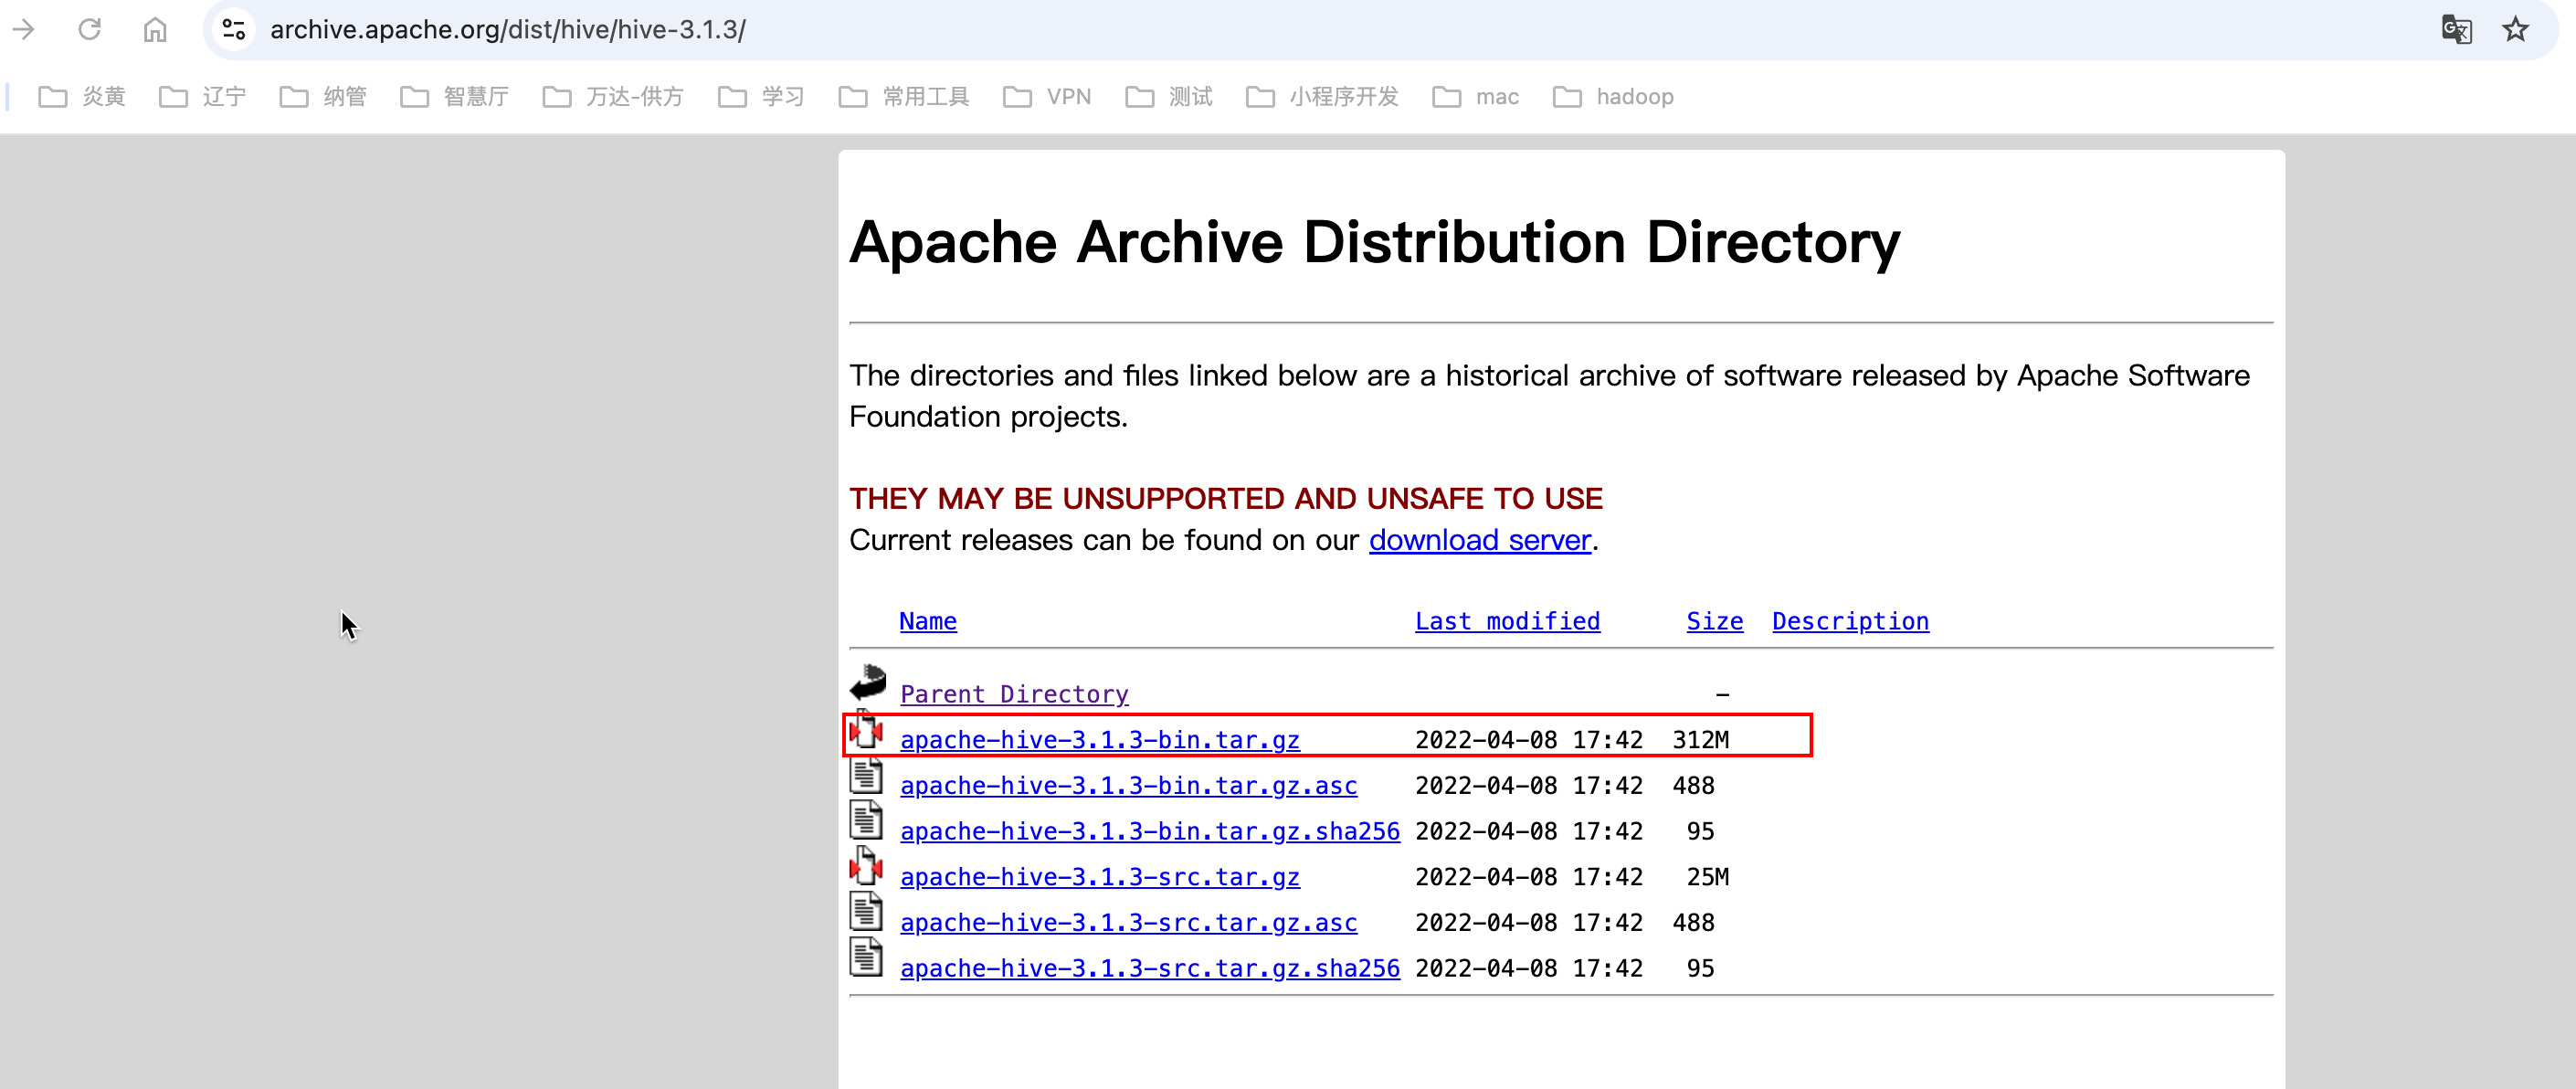 archive.apache.org/dist/hive/hive-3.1.3/
炎黄 辽宁 纳管 智慧厅 万达-供方 学习 常用工具 VPN 测试 小程序开发 mac hadoop
Apache Archive Distribution Directory
The directories and files linked below are a historical archive of software released by Apache Software
Foundation projects.
THEY MAY BE UNSUPPORTED AND UNSAFE TO USE
Current releases can be found on our download server.
Name Last modified Size Description
Parent Directory -
apache-hive-3.1.3-bin.tar.gz 2022-04-08 17:42 312M
apache-hive-3.1.3-bin.tar.gz.asc 2022-04-08 17:42 488
apache-hive-3.1.3-bin.tar.gz.sha256 2022-04-08 17:42 95
apache-hive-3.1.3-src.tar.gz 2022-04-08 17:42 25M
apache-hive-3.1.3-src.tar.gz.asc 2022-04-08 17:42 488
apache-hive-3.1.3-src.tar.gz.sha256 2022-04-08 17:42 95